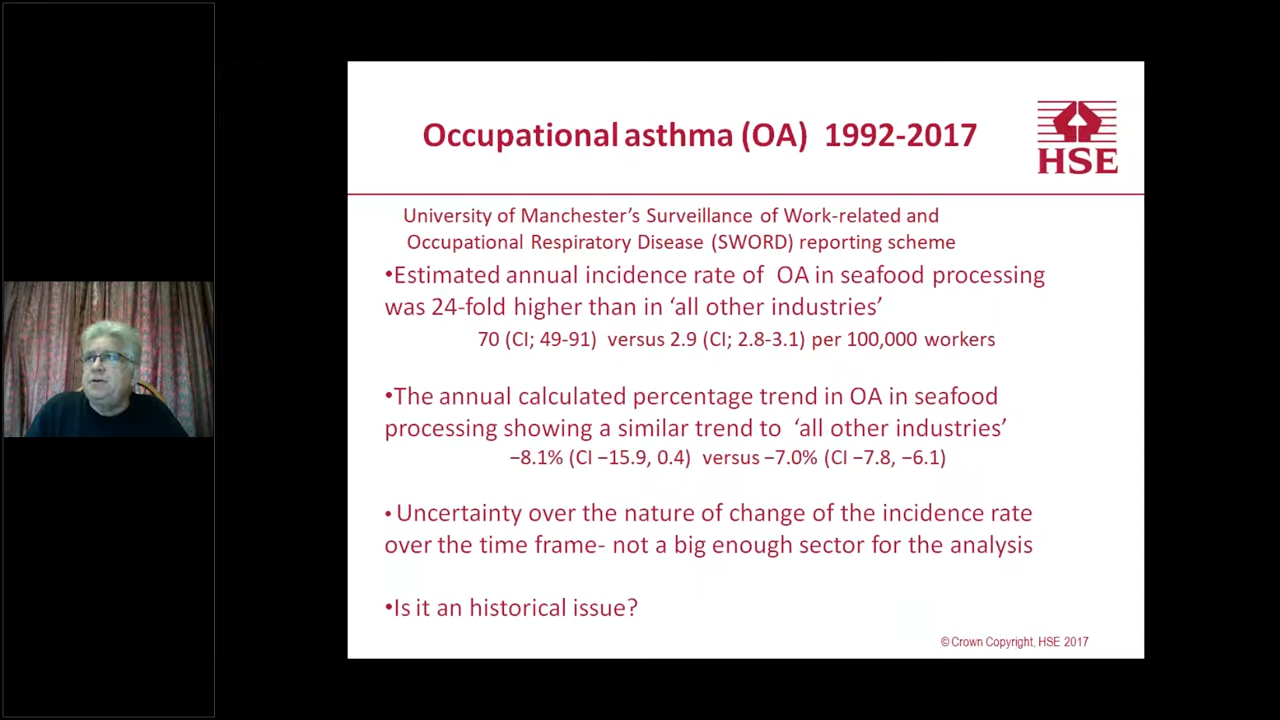 Occupational asthma (OA) 1992-2017
HSE
University of Manchester's Surveillance of Work-related and
Occupational Respiratory Disease (SWORD) reporting scheme
•Estimated annual incidence rate of OA in seafood processing
was 24-fold higher than in ‘all other industries’
70 (CI; 49-91) versus 2.9 (CI; 2.8-3.1) per 100,000 workers
•The annual calculated percentage trend in OA in seafood
processing showing a similar trend to ‘all other industries’
−8.1% (CI −15.9, 0.4) versus −7.0% (CI −7.8, −6.1)
• Uncertainty over the nature of change of the incidence rate
over the time frame- not a big enough sector for the analysis
•Is it an historical issue?
© Crown Copyright, HSE 2017